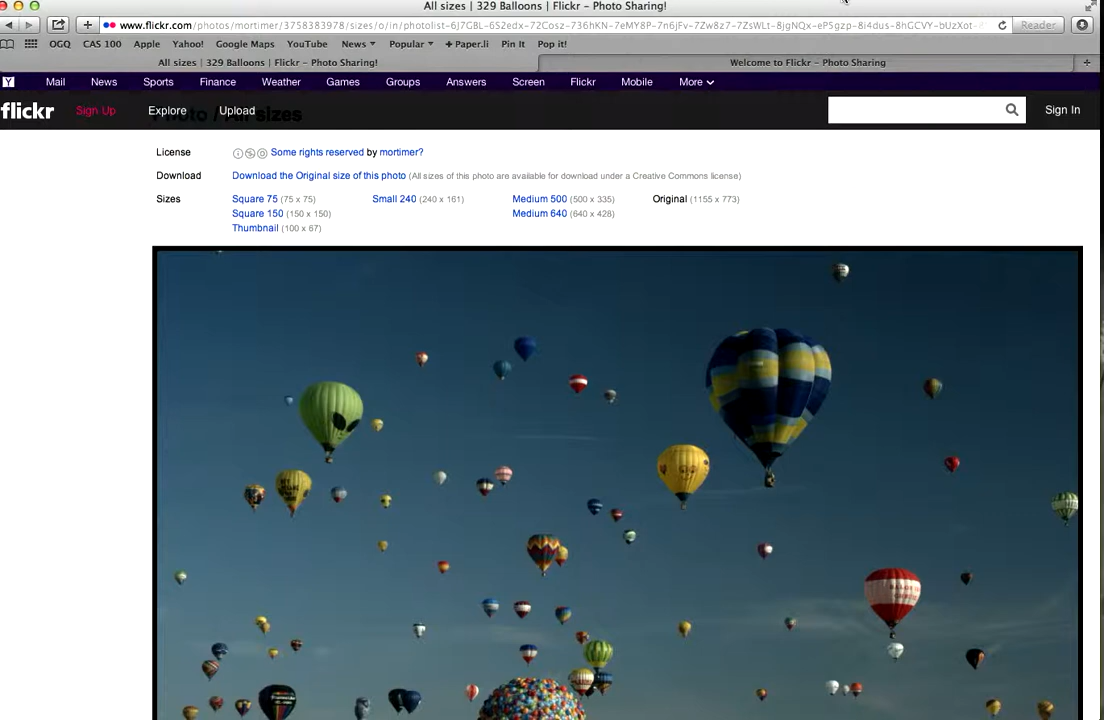 All sizes | 329 Balloons | Flickr - Photo Sharing!
www.flickr.com/photos/mortimer/3758383978/sizes/o/in/photolist-6J7GBL-6S2edx-72Cosz-736hKN-7eMY8P-7n6jFv-7Zw8z7-7ZsWLt-8jgNQx-eP5gzp-8i4dus-8hGCVY-bUzXot-
Reader
OGQ CAS 100 Apple Yahoo! Google Maps YouTube News Popular + Paper.li Pin It Pop it!
All sizes | 329 Balloons | Flickr - Photo Sharing! Welcome to Flickr - Photo Sharing +
Y Mail News Sports Finance Weather Games Groups Answers Screen Flickr Mobile More
flickr Sign Up Explore Upload Sign In
Photo / All sizes
License Some rights reserved by mortimer?
Download Download the Original size of this photo (All sizes of this photo are available for download under a Creative Commons license)
Sizes Square 75 (75 x 75) Small 240 (240 x 161) Medium 500 (500 x 335) Original (1155 x 773)
Square 150 (150 x 150) Medium 640 (640 x 428)
Thumbnail (100 x 67)